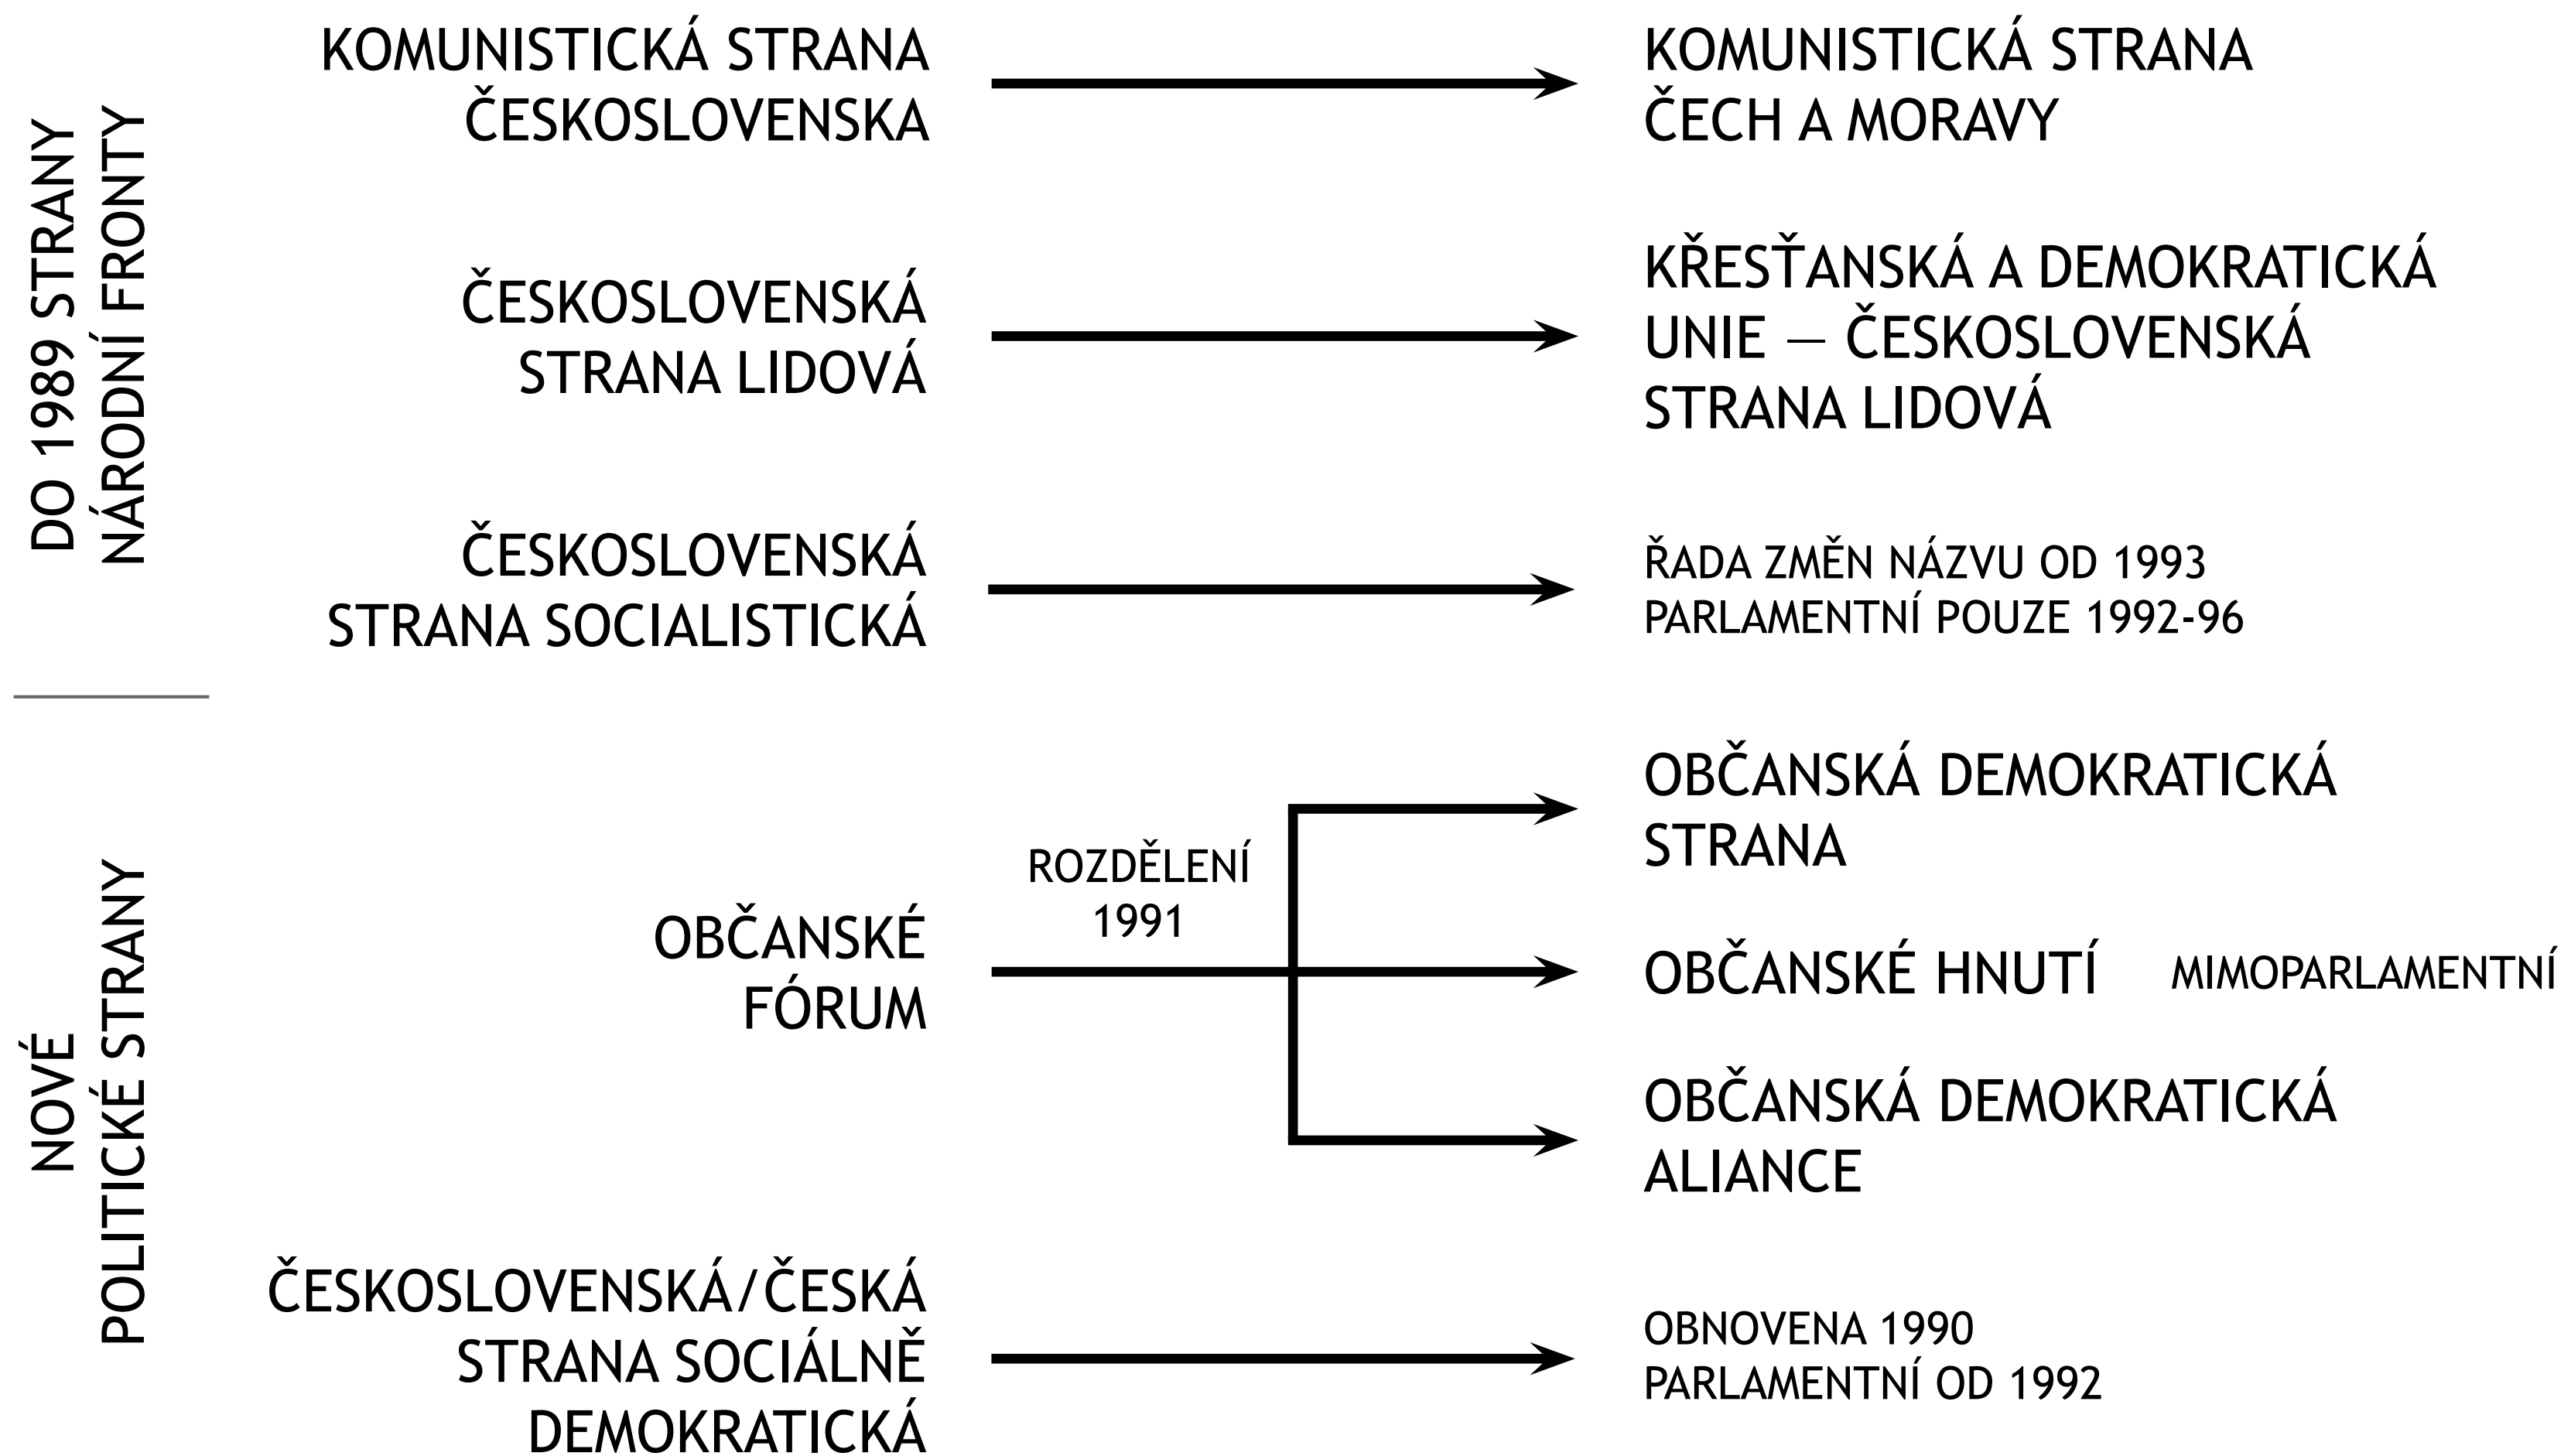 DO 1989 STRANY
NÁRODNÍ FRONTY
KOMUNISTICKÁ STRANA
ČESKOSLOVENSKA
KOMUNISTICKÁ STRANA
ČECH A MORAVY
ČESKOSLOVENSKÁ
STRANA LIDOVÁ
KŘESŤANSKÁ A DEMOKRATICKÁ
UNIE — ČESKOSLOVENSKÁ
STRANA LIDOVÁ
ČESKOSLOVENSKÁ
STRANA SOCIALISTICKÁ
ŘADA ZMĚN NÁZVU OD 1993
PARLAMENTNÍ POUZE 1992-96
NOVÉ
POLITICKÉ STRANY
OBČANSKÉ
FÓRUM
ROZDĚLENÍ
1991
OBČANSKÁ DEMOKRATICKÁ
STRANA
OBČANSKÉ HNUTÍ MIMOPARLAMENTNÍ
OBČANSKÁ DEMOKRATICKÁ
ALIANCE
ČESKOSLOVENSKÁ/ČESKÁ
STRANA SOCIÁLNĚ
DEMOKRATICKÁ
OBNOVENA 1990
PARLAMENTNÍ OD 1992